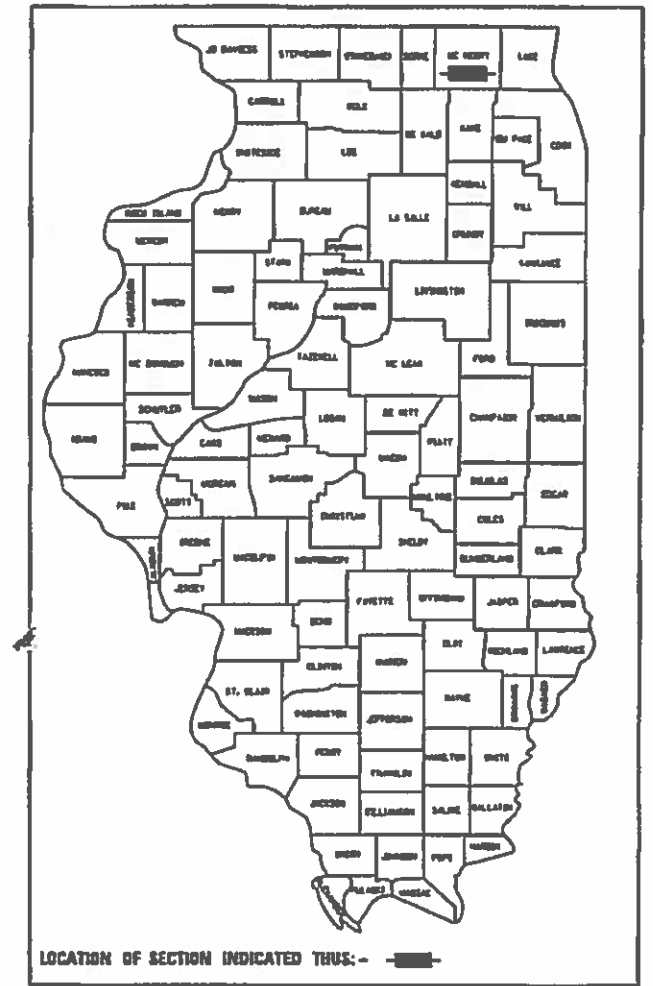 JO DAVIESS STEPHENSON WINNEBAGO BOONE MC HENRY LAKE
CARROLL OGLE
DE KALB KANE DU PAGE COOK
WHITESIDE LEE
KENDALL WILL
ROCK ISLAND HENRY BUREAU LA SALLE GRUNDY
MERCER STARK PUTNAM MARSHALL KANKAKEE
HENDERSON WARREN KNOX PEORIA WOODFORD LIVINGSTON IROQUOIS
HANCOCK MC DONOUGH FULTON TAZEWELL MC LEAN FORD
SCHUYLER MASON LOGAN DE WITT CHAMPAIGN VERMILION
ADAMS BROWN CASS MENARD MACON PIATT
PIKE SCOTT MORGAN SANGAMON CHRISTIAN MOULTRIE DOUGLAS EDGAR
COLES
GREENE MACOUPIN MONTGOMERY SHELBY CUMBERLAND CLARK
JERSEY FAYETTE EFFINGHAM JASPER CRAWFORD
MADISON BOND CLAY RICHLAND LAWRENCE
CLINTON MARION
ST. CLAIR WASHINGTON JEFFERSON WAYNE EDWARDS WABASH
MONROE
RANDOLPH PERRY FRANKLIN HAMILTON WHITE
JACKSON WILLIAMSON SALINE GALLATIN
UNION JOHNSON POPE HARDIN
PULASKI MASSAC
LOCATION OF SECTION INDICATED THUS:-